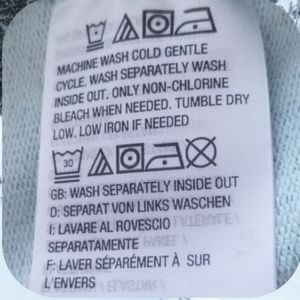 MACHINE WASH COLD GENTLE
CYCLE. WASH SEPARATELY WASH
INSIDE OUT. ONLY NON-CHLORINE
BLEACH WHEN NEEDED. TUMBLE DRY
LOW. LOW IRON IF NEEDED
30
GB: WASH SEPARATELY INSIDE OUT
D: SEPARAT VON LINKS WASCHEN
I: LAVARE AL ROVESCIO
SEPARATAMENTE
F: LAVER SÉPARÉMENT À SUR
L'ENVERS